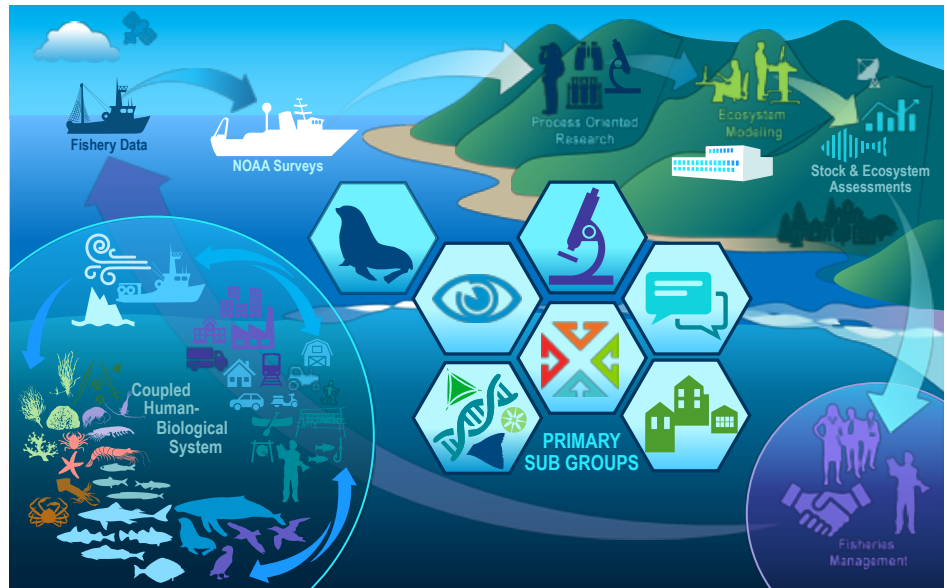 Fishery Data
NOAA Surveys
Process Oriented
Research
Ecosystem
Modeling
Stock & Ecosystem
Assessments
Coupled
Human-
Biological
System
PRIMARY
SUB GROUPS
Fisheries
Management